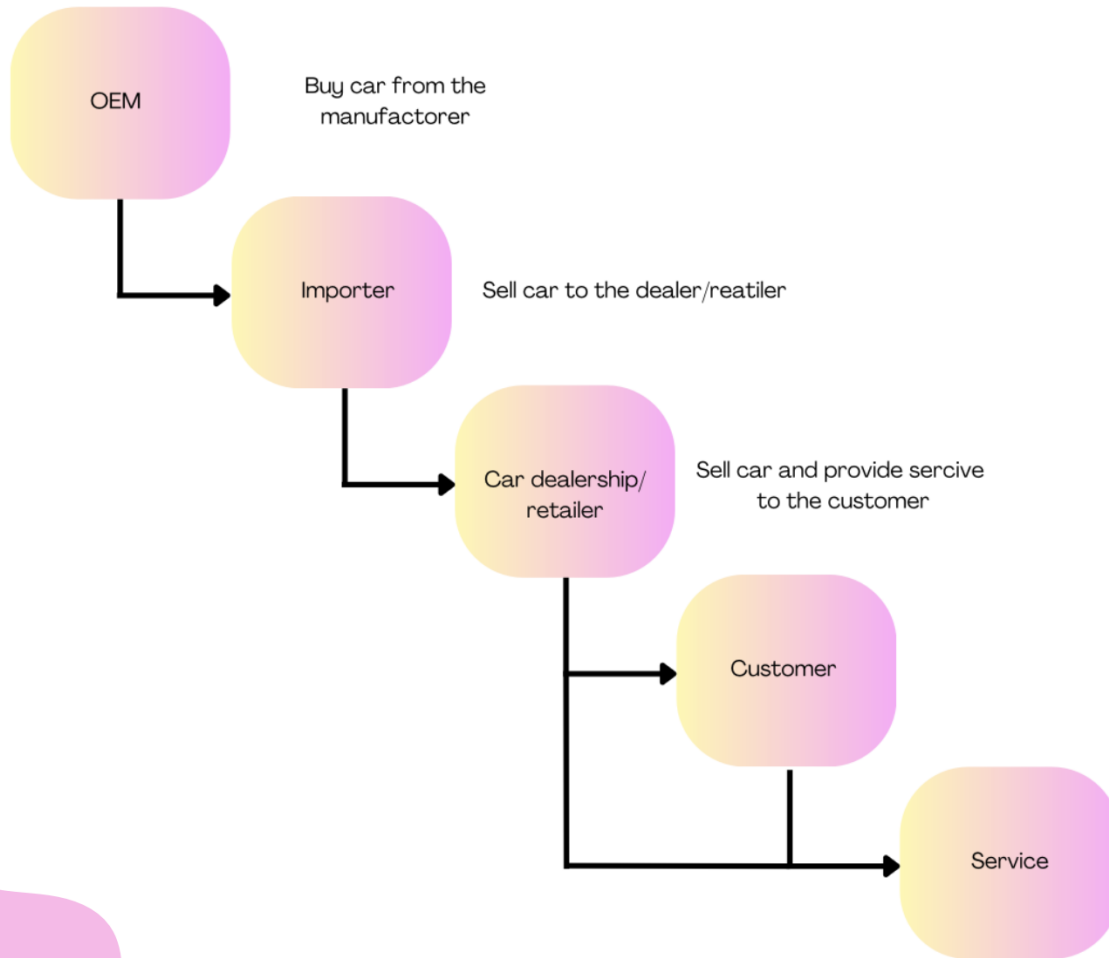 OEM
Buy car from the
manufactorer
Importer
Sell car to the dealer/reatiler
Car dealership/
retailer
Sell car and provide sercive
to the customer
Customer
Service